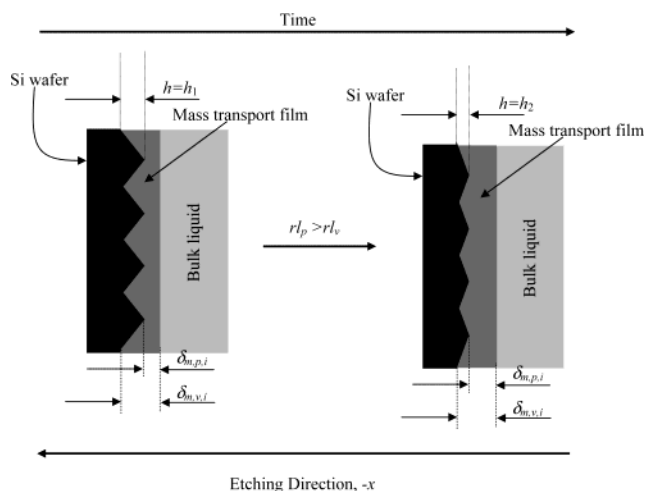 Time
Si wafer
h=h₁
Mass transport film
Bulk liquid
δm,p,i
δm,v,i
rlₚ >rlᵥ
Si wafer
h=h₂
Mass transport film
Bulk liquid
δm,p,i
δm,v,i
Etching Direction, -x